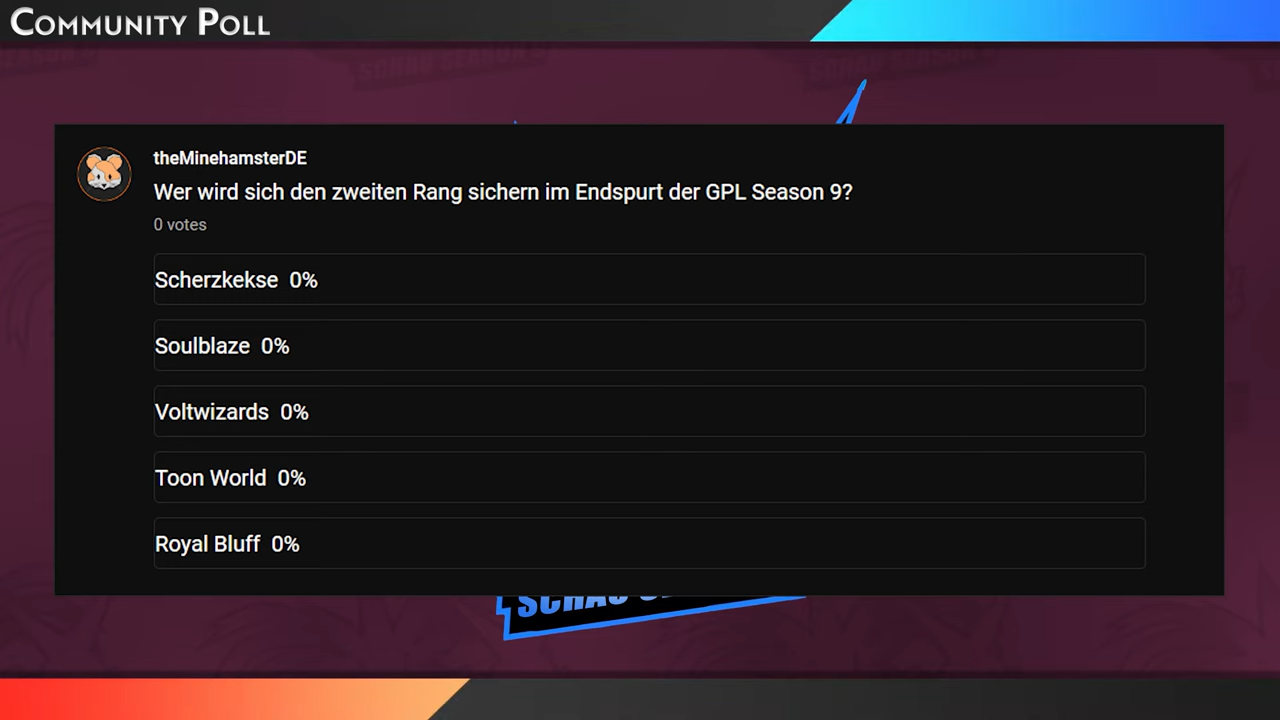 COMMUNITY POLL
theMinehamsterDE
Wer wird sich den zweiten Rang sichern im Endspurt der GPL Season 9?
0 votes
Scherzkekse 0%
Soulblaze 0%
Voltwizards 0%
Toon World 0%
Royal Bluff 0%